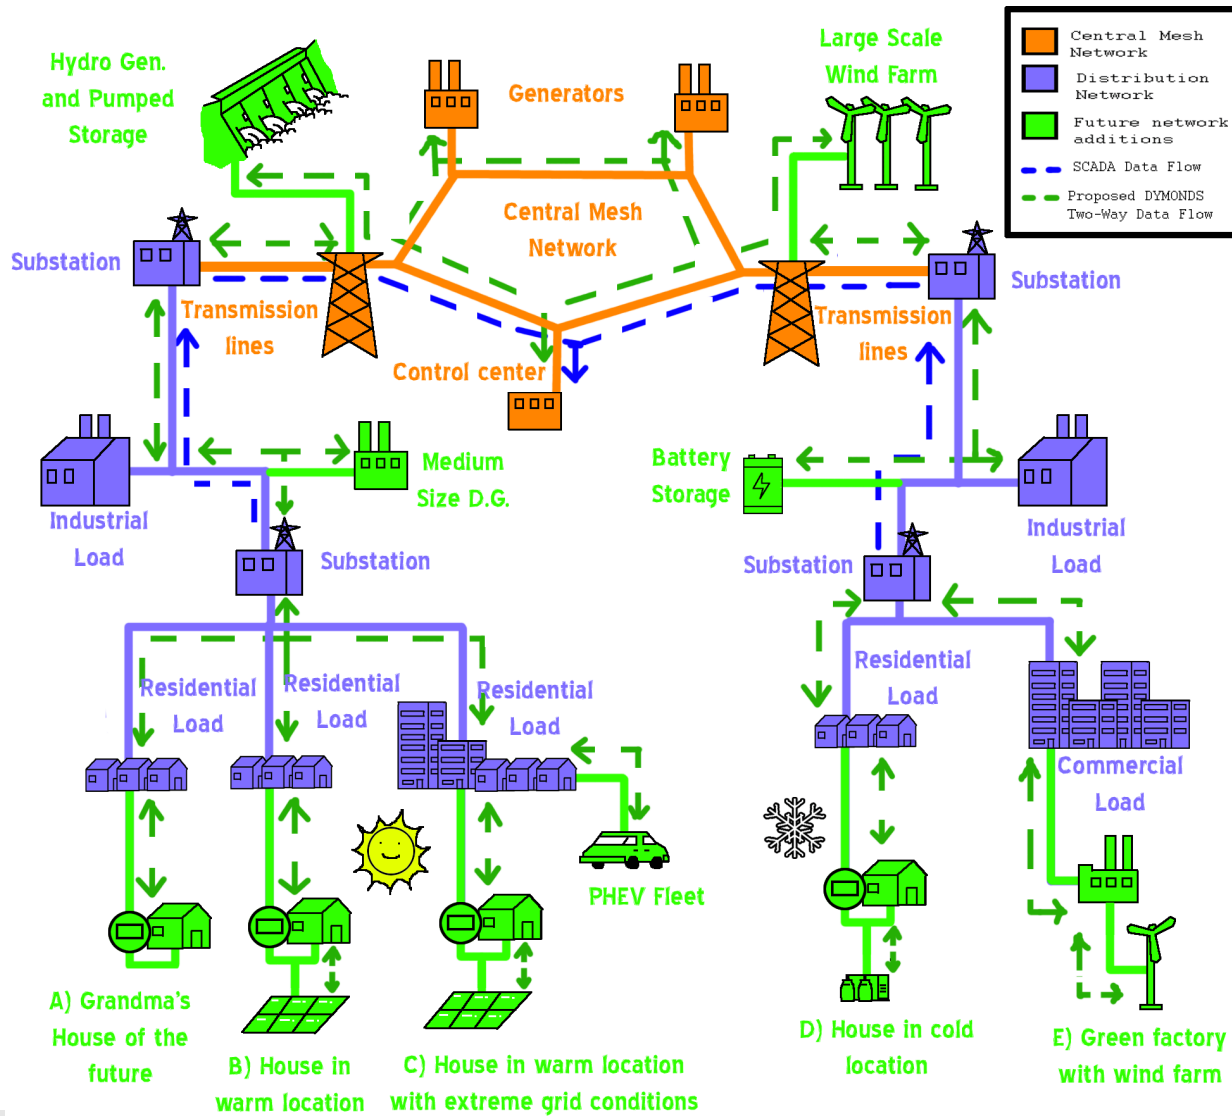 Hydro Gen.
and Pumped
Storage
Generators
Large Scale
Wind Farm
Central Mesh
Network
Distribution
Network
Future network
additions
SCADA Data Flow
Proposed DYMONDS
Two-Way Data Flow
Central Mesh
Network
Substation
Transmission
lines
Control center
Transmission
lines
Substation
Industrial
Load
Medium
Size D.G.
Battery
Storage
Industrial
Load
Substation
Substation
Residential
Load
Residential
Load
Residential
Load
Residential
Load
Commercial
Load
PHEV Fleet
A) Grandma's
House of the
future
B) House in
warm location
C) House in warm location
with extreme grid conditions
D) House in cold
location
E) Green factory
with wind farm